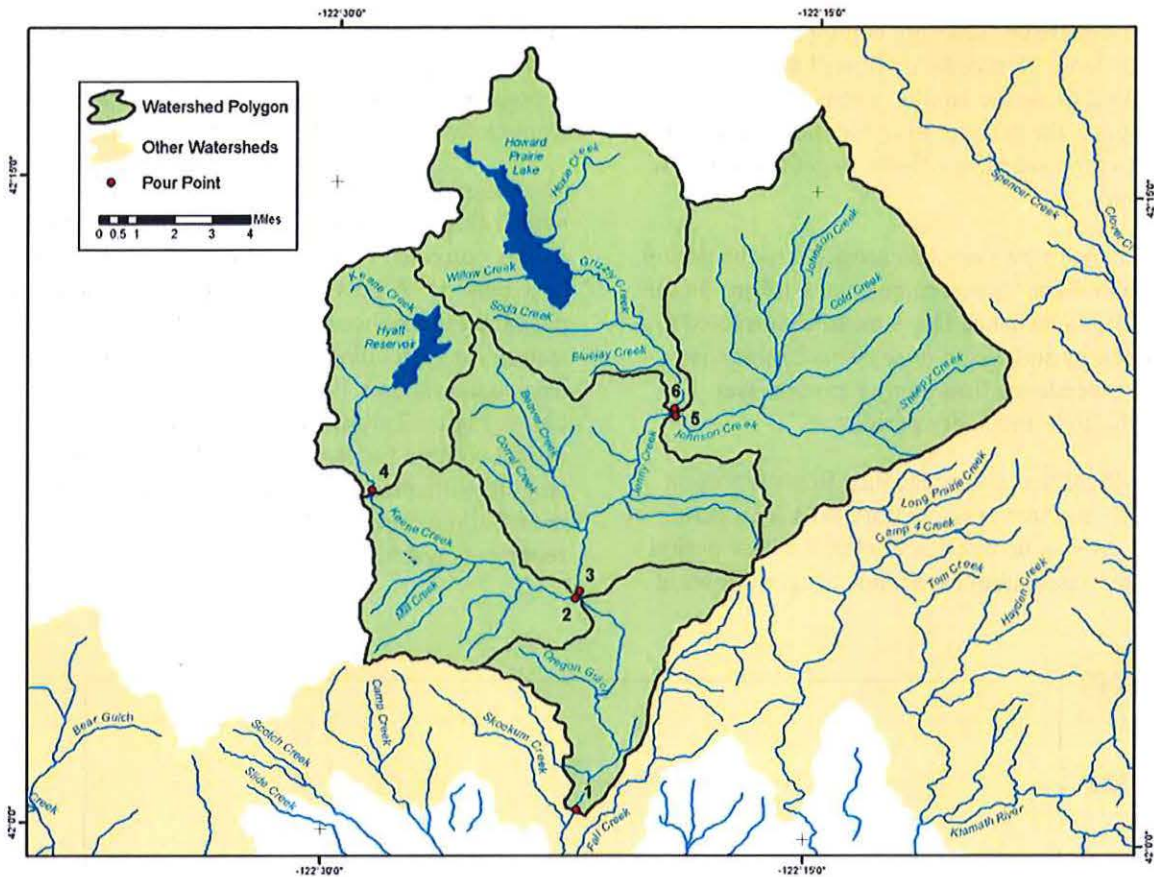 -122°30'0"
-122°15'0"
Watershed Polygon
Other Watersheds
Pour Point
Miles
0 0.5 1 2 3 4
42°15'0"
42°15'0"
Howard
Prairie
Lake
Hoxie Creek
Spencer Creek
Clover C
Johnson Creek
Willow Creek
Grizzly Creek
Keene Creek
Cold Creek
Soda Creek
Hyatt
Reservoir
Bluejay Creek
Sheepy Creek
6
5
Beaver Creek
Johnson Creek
Jenny Creek
Corral Creek
4
Long Prairie Creek
Keene Creek
Camp 4 Creek
Tom Creek
Hayden Creek
3
Mill Creek
2
Oregon Gulc
Camp Creek
Skookum Creek
Bear Gulch
Scotch Creek
Slide Creek
1
Creek
Fall Creek
Klamath River
42°0'0"
42°0'0"
-122°30'0"
-122°15'0"